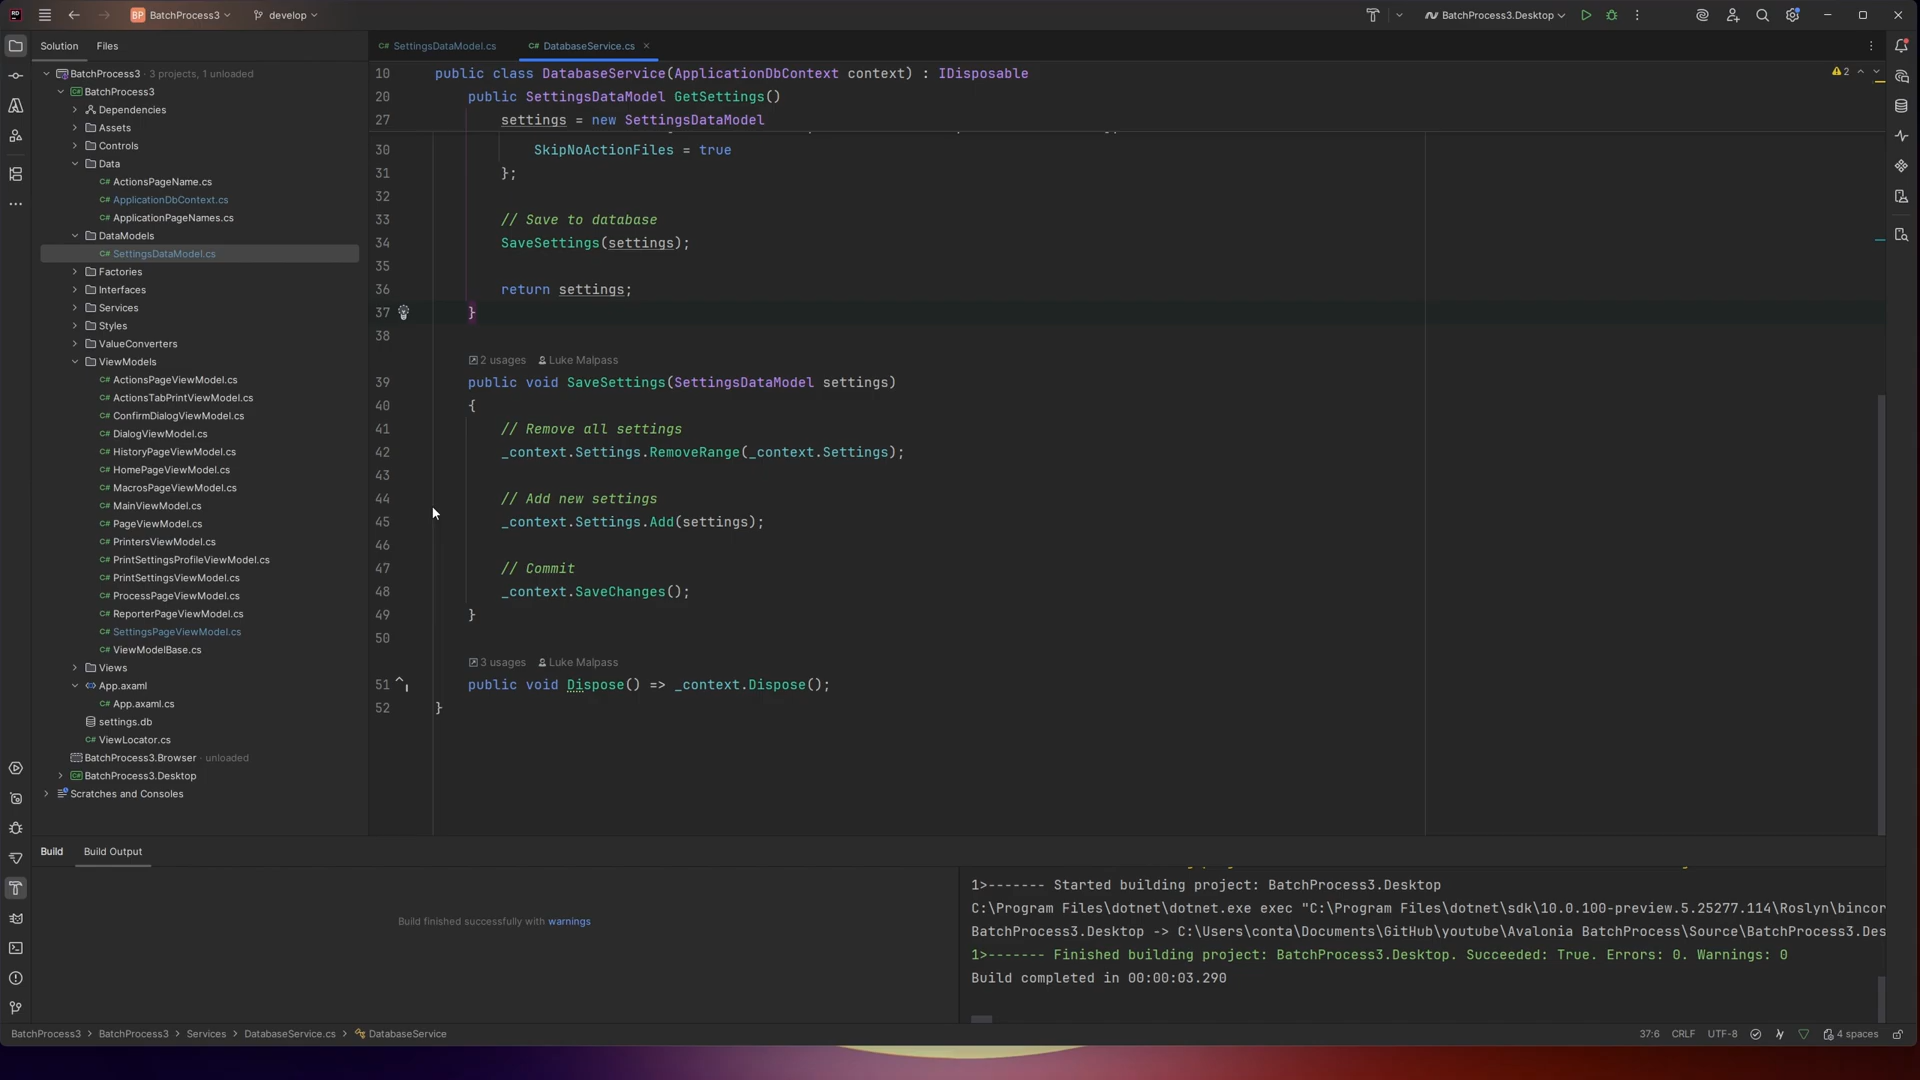 BP BatchProcess3
develop
BatchProcess3.Desktop
Solution
Files
BatchProcess3 · 3 projects, 1 unloaded
BatchProcess3
Dependencies
Assets
Controls
Data
C# ActionsPageName.cs
C# ApplicationDbContext.cs
C# ApplicationPageNames.cs
DataModels
C# SettingsDataModel.cs
Factories
Interfaces
Services
Styles
ValueConverters
ViewModels
C# ActionsPageViewModel.cs
C# ActionsTabPrintViewModel.cs
C# ConfirmDialogViewModel.cs
C# DialogViewModel.cs
C# HistoryPageViewModel.cs
C# HomePageViewModel.cs
C# MacrosPageViewModel.cs
C# MainViewModel.cs
C# PageViewModel.cs
C# PrintersViewModel.cs
C# PrintSettingsProfileViewModel.cs
C# PrintSettingsViewModel.cs
C# ProcessPageViewModel.cs
C# ReporterPageViewModel.cs
C# SettingsPageViewModel.cs
C# ViewModelBase.cs
Views
App.axaml
C# App.axaml.cs
settings.db
C# ViewLocator.cs
BatchProcess3.Browser · unloaded
BatchProcess3.Desktop
Scratches and Consoles
C# SettingsDataModel.cs
C# DatabaseService.cs
2
10 public class DatabaseService(ApplicationDbContext context) : IDisposable
20 public SettingsDataModel GetSettings()
27 settings = new SettingsDataModel
30 SkipNoActionFiles = true
31 };
32
33 // Save to database
34 SaveSettings(settings);
35
36 return settings;
37 }
38
2 usages Luke Malpass
39 public void SaveSettings(SettingsDataModel settings)
40 {
41 // Remove all settings
42 _context.Settings.RemoveRange(_context.Settings);
43
44 // Add new settings
45 _context.Settings.Add(settings);
46
47 // Commit
48 _context.SaveChanges();
49 }
50
3 usages Luke Malpass
51 public void Dispose() => _context.Dispose();
52 }
Build
Build Output
Build finished successfully with warnings
1>------- Started building project: BatchProcess3.Desktop
C:\Program Files\dotnet\dotnet.exe exec "C:\Program Files\dotnet\sdk\10.0.100-preview.5.25277.114\Roslyn\bincor
BatchProcess3.Desktop -> C:\Users\conta\Documents\GitHub\youtube\Avalonia BatchProcess\Source\BatchProcess3.Des
1>------- Finished building project: BatchProcess3.Desktop. Succeeded: True. Errors: 0. Warnings: 0
Build completed in 00:00:03.290
BatchProcess3 > BatchProcess3 > Services > DatabaseService.cs > DatabaseService
37:6 CRLF UTF-8 4 spaces